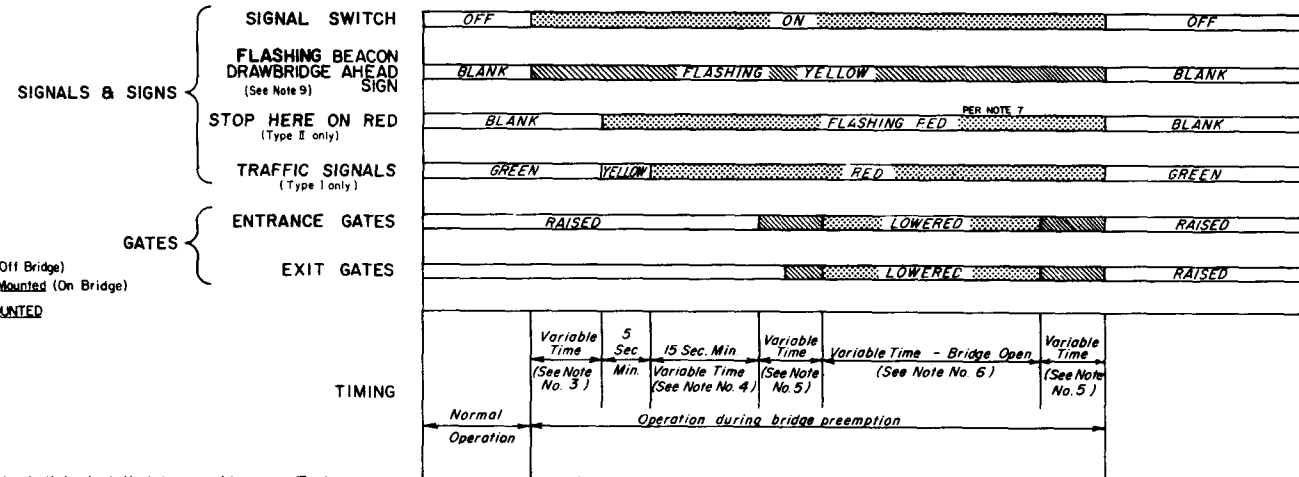 SIGNAL SWITCH OFF ON OFF
FLASHING BEACON
DRAWBRIDGE AHEAD
SIGN
(See Note 9)
BLANK FLASHING YELLOW BLANK
SIGNALS & SIGNS
STOP HERE ON RED
(Type II only)
PER NOTE 7
BLANK FLASHING RED BLANK
TRAFFIC SIGNALS
(Type I only)
GREEN YELLOW RED GREEN
ENTRANCE GATES RAISED LOWERED RAISED
GATES
EXIT GATES LOWERED RAISED
Off Bridge)
Mounted (On Bridge)
UNTED
TIMING
Variable
Time
(See Note
No. 3)
5
Sec.
Min.
15 Sec. Min
Variable Time
(See Note No. 4)
Variable
Time
(See Note
No. 5)
Variable Time - Bridge Open
(See Note No. 6)
Variable
Time
(See Note
No. 5)
Normal
Operation
Operation during bridge preemption